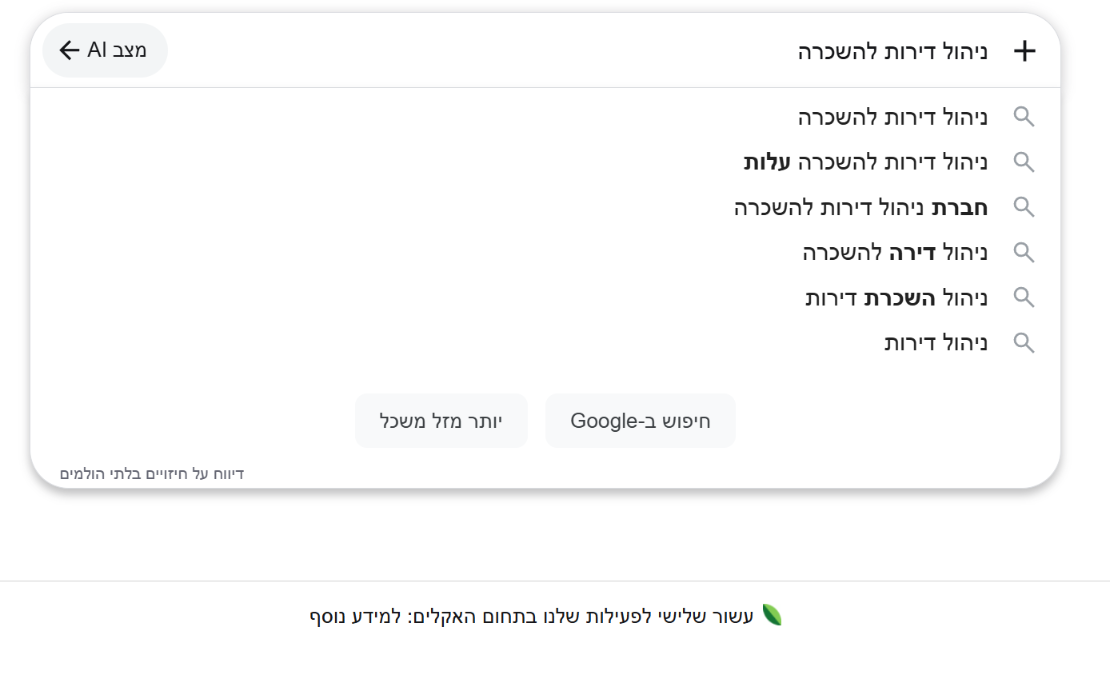 ניהול דירות להשכרה
מצב AI
ניהול דירות להשכרה
ניהול דירות להשכרה עלות
חברת ניהול דירות להשכרה
ניהול דירה להשכרה
ניהול השכרת דירות
ניהול דירות
חיפוש ב-Google
יותר מזל משכל
דיווח על חיזויים בלתי הולמים
עשור שלישי לפעילות שלנו בתחום האקלים: למידע נוסף